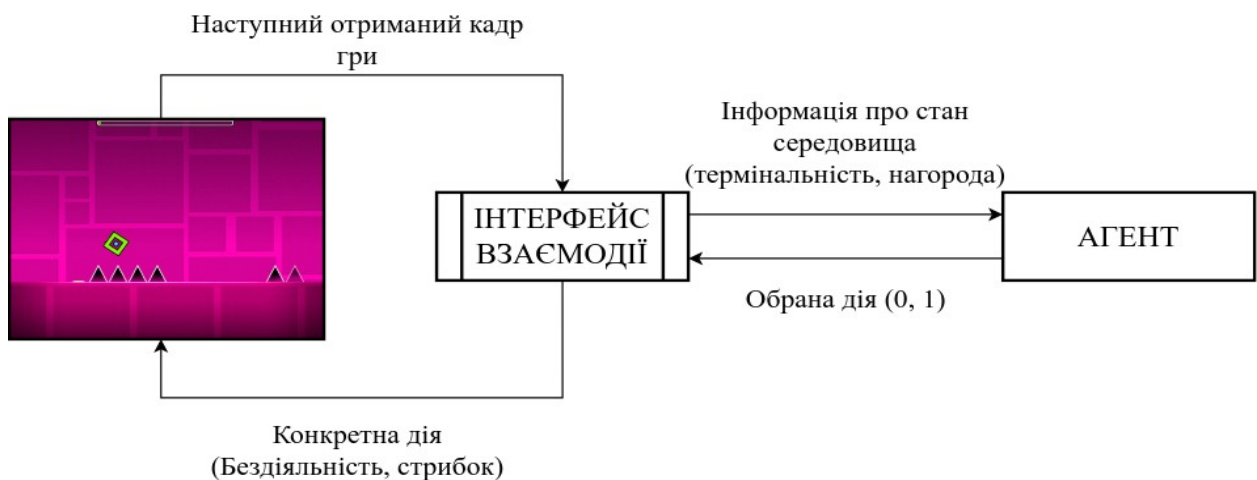 Наступний отриманий кадр
гри
Інформація про стан
середовища
(термінальність, нагорода)
ІНТЕРФЕЙС
ВЗАЄМОДІЇ
АГЕНТ
Обрана дія (0, 1)
Конкретна дія
(Бездіяльність, стрибок)